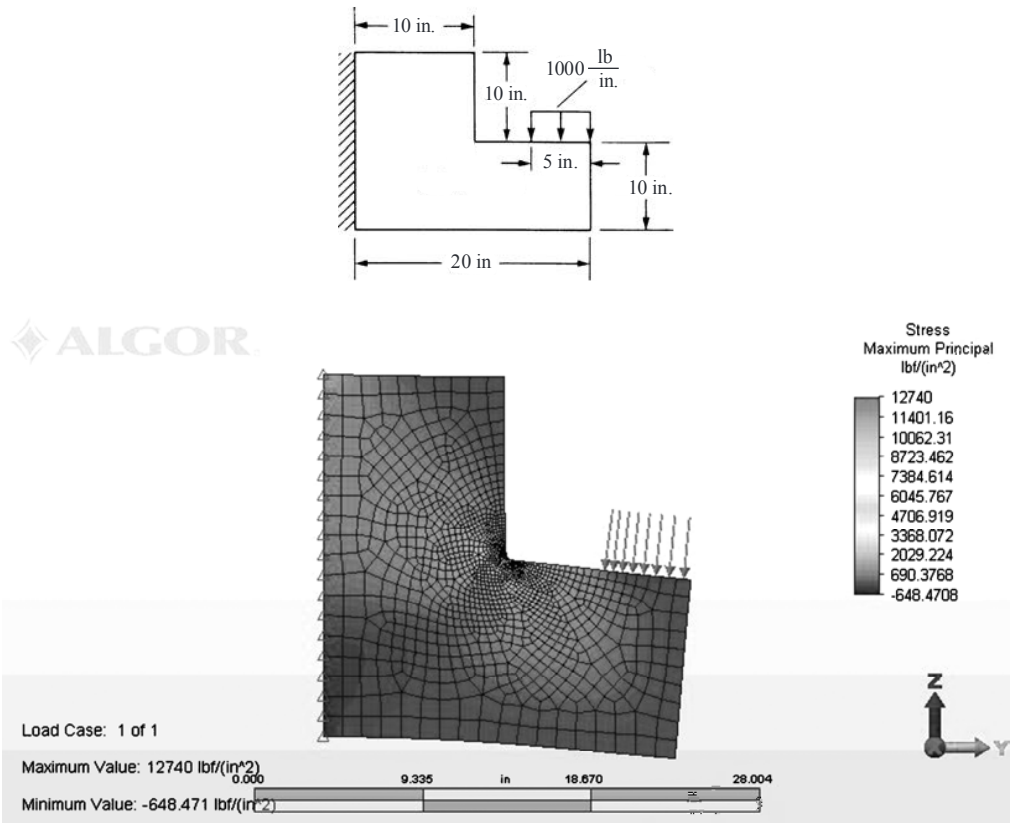 10 in.
1000 lb/in.
10 in.
5 in.
10 in.
20 in
ALGOR
Stress
Maximum Principal
lbf/(in^2)
12740
11401.16
10062.31
8723.462
7384.614
6045.767
4706.919
3368.072
2029.224
690.3768
-648.4708
Z
Y
Load Case: 1 of 1
Maximum Value: 12740 lbf/(in^2)
Minimum Value: -648.471 lbf/(in^2)
0.000 9.335 in 18.670 28.004